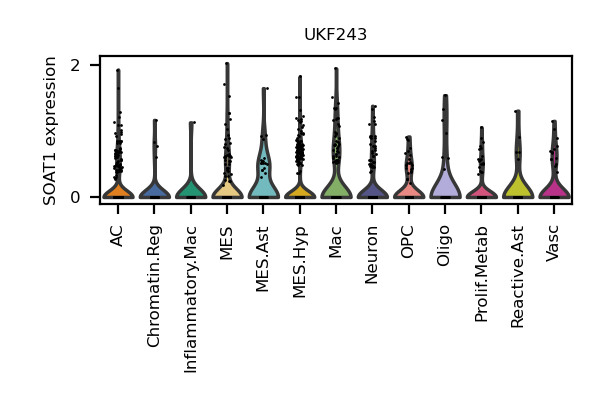 UKF243
SOAT1 expression
2
0
AC
Chromatin.Reg
Inflammatory.Mac
MES
MES.Ast
MES.Hyp
Mac
Neuron
OPC
Oligo
Prolif.Metab
Reactive.Ast
Vasc